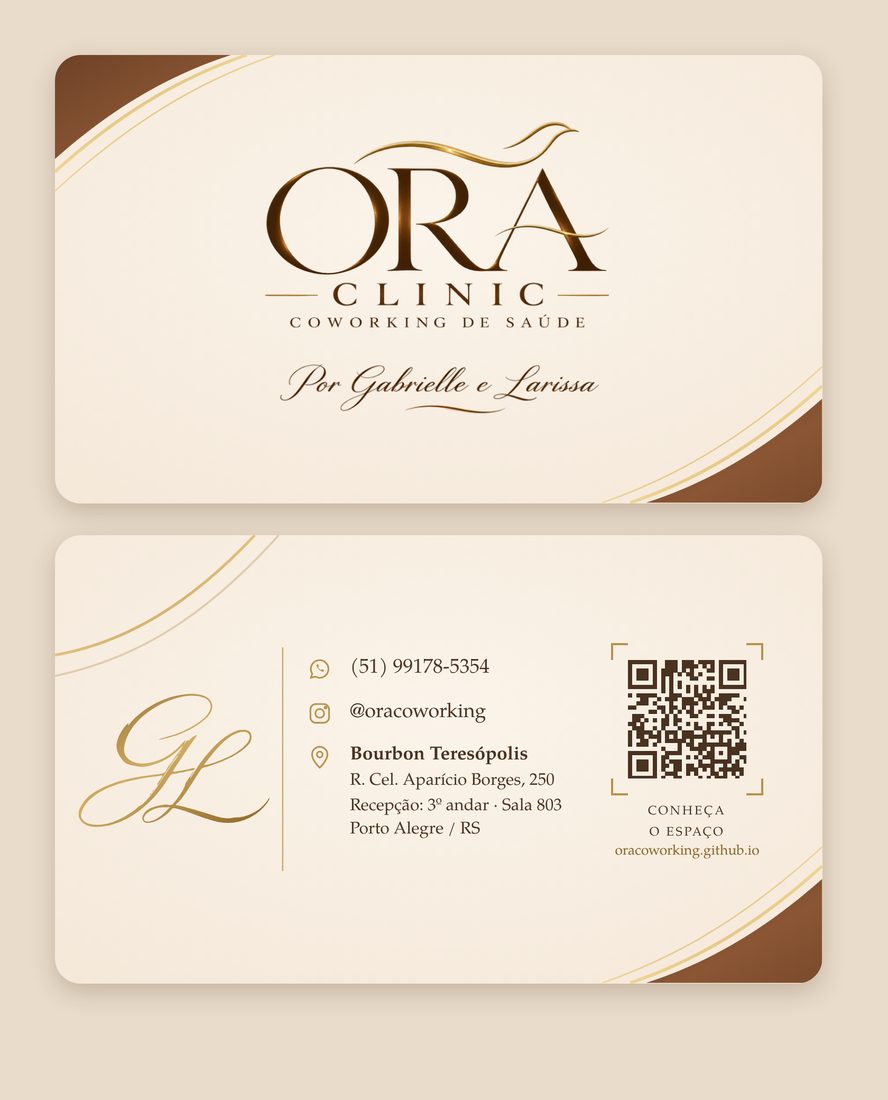 ORA
CLINIC
COWORKING DE SAÚDE
Por Gabrielle e Larissa
GL
(51) 99178-5354
@oracoworking
Bourbon Teresópolis
R. Cel. Aparício Borges, 250
Recepção: 3º andar · Sala 803
Porto Alegre / RS
CONHEÇA
O ESPAÇO
oracoworking.github.io